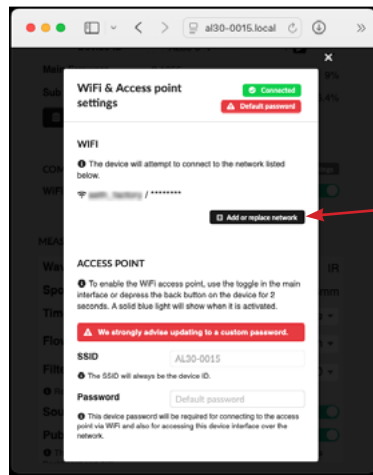 al30-0015.local
WiFi & Access point
settings
Connected
Default password
WIFI
The device will attempt to connect to the network listed
below.
/ ********
Add or replace network
ACCESS POINT
To enable the WiFi access point, use the toggle in the main
interface or depress the back button on the device for 2
seconds. A solid blue light will show when it is activated.
We strongly advise updating to a custom password.
SSID
AL30-0015
The SSID will always be the device ID.
Password
Default password
This device password will be required for connecting to the access
point via WiFi and also for accessing this device interface over the
network.